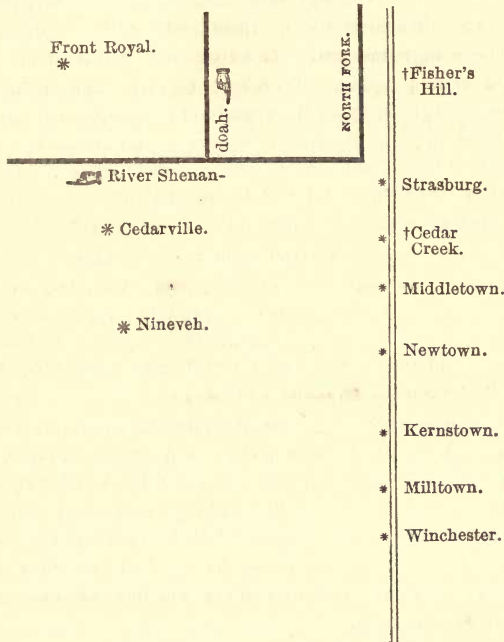 Front Royal.
*
doah.
NORTH FORK.
†Fisher's
Hill.
River Shenan-
* Strasburg.
* Cedarville.
* †Cedar
Creek.
* Middletown.
* Nineveh.
* Newtown.
* Kernstown.
* Milltown.
* Winchester.